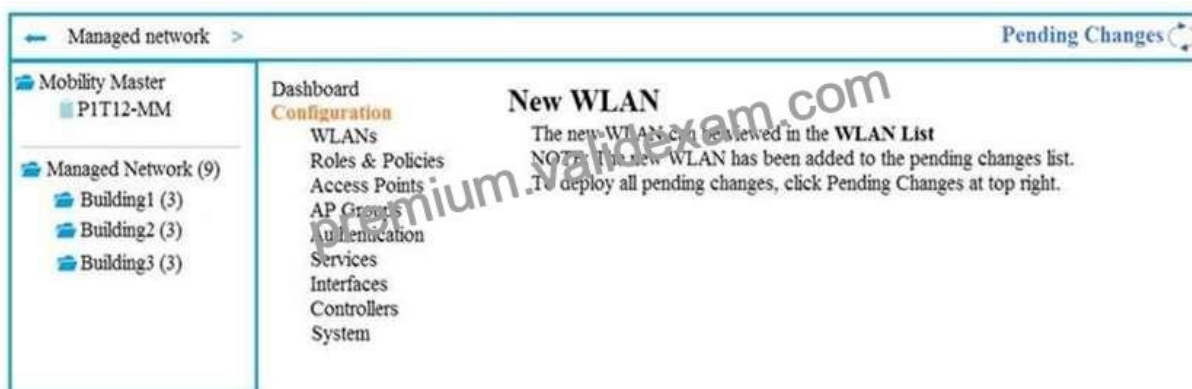 Managed network >
Pending Changes
Mobility Master
P1T12-MM
Managed Network (9)
Building1 (3)
Building2 (3)
Building3 (3)
Dashboard
Configuration
WLANs
Roles & Policies
Access Points
AP Groups
Authentication
Services
Interfaces
Controllers
System
New WLAN
The new WLAN can be viewed in the WLAN List
NOTE: The new WLAN has been added to the pending changes list.
To deploy all pending changes, click Pending Changes at top right.
premium.validexam.com